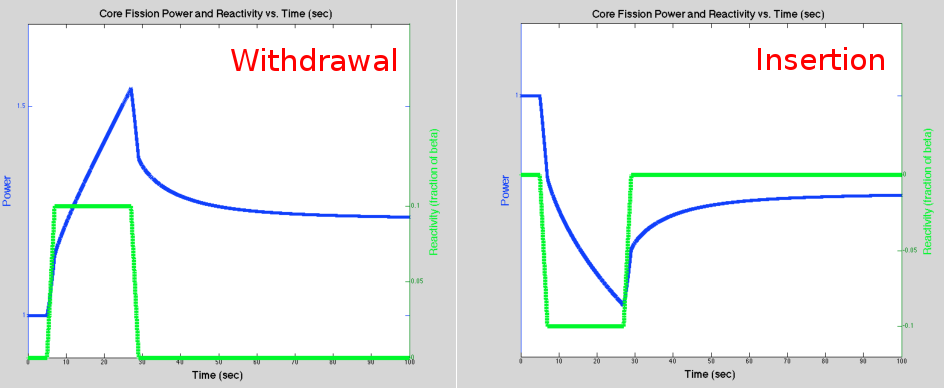 Core Fission Power and Reactivity vs. Time (sec)
Withdrawal
1.5
1
Power
0.1
0.05
0
Reactivity (fraction of beta)
0 10 20 30 40 50 60 70 80 90 100
Time (sec)
Core Fission Power and Reactivity vs. Time (sec)
Insertion
1
Power
0
-0.05
-0.1
Reactivity (fraction of beta)
0 10 20 30 40 50 60 70 80 90 100
Time (sec)